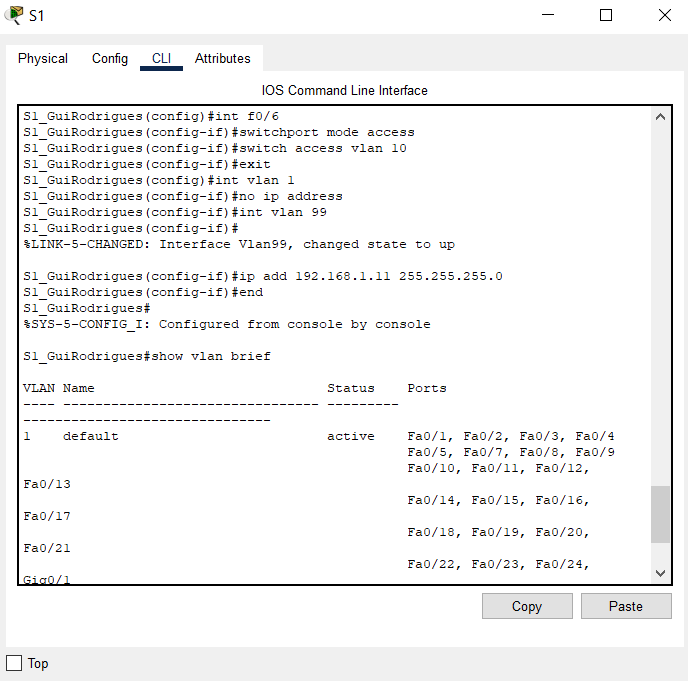 S1
Physical Config CLI Attributes
IOS Command Line Interface
S1_GuiRodrigues(config)#int f0/6
S1_GuiRodrigues(config-if)#switchport mode access
S1_GuiRodrigues(config-if)#switch access vlan 10
S1_GuiRodrigues(config-if)#exit
S1_GuiRodrigues(config)#int vlan 1
S1_GuiRodrigues(config-if)#no ip address
S1_GuiRodrigues(config-if)#int vlan 99
S1_GuiRodrigues(config-if)#
%LINK-5-CHANGED: Interface Vlan99, changed state to up
S1_GuiRodrigues(config-if)#ip add 192.168.1.11 255.255.255.0
S1_GuiRodrigues(config-if)#end
S1_GuiRodrigues#
%SYS-5-CONFIG_I: Configured from console by console
S1_GuiRodrigues#show vlan brief
VLAN Name Status Ports
---- -------------------------------- ---------
-------------------------------
1 default active Fa0/1, Fa0/2, Fa0/3, Fa0/4
Fa0/5, Fa0/7, Fa0/8, Fa0/9
Fa0/10, Fa0/11, Fa0/12,
Fa0/13
Fa0/14, Fa0/15, Fa0/16,
Fa0/17
Fa0/18, Fa0/19, Fa0/20,
Fa0/21
Fa0/22, Fa0/23, Fa0/24,
Gig0/1
Copy Paste
Top